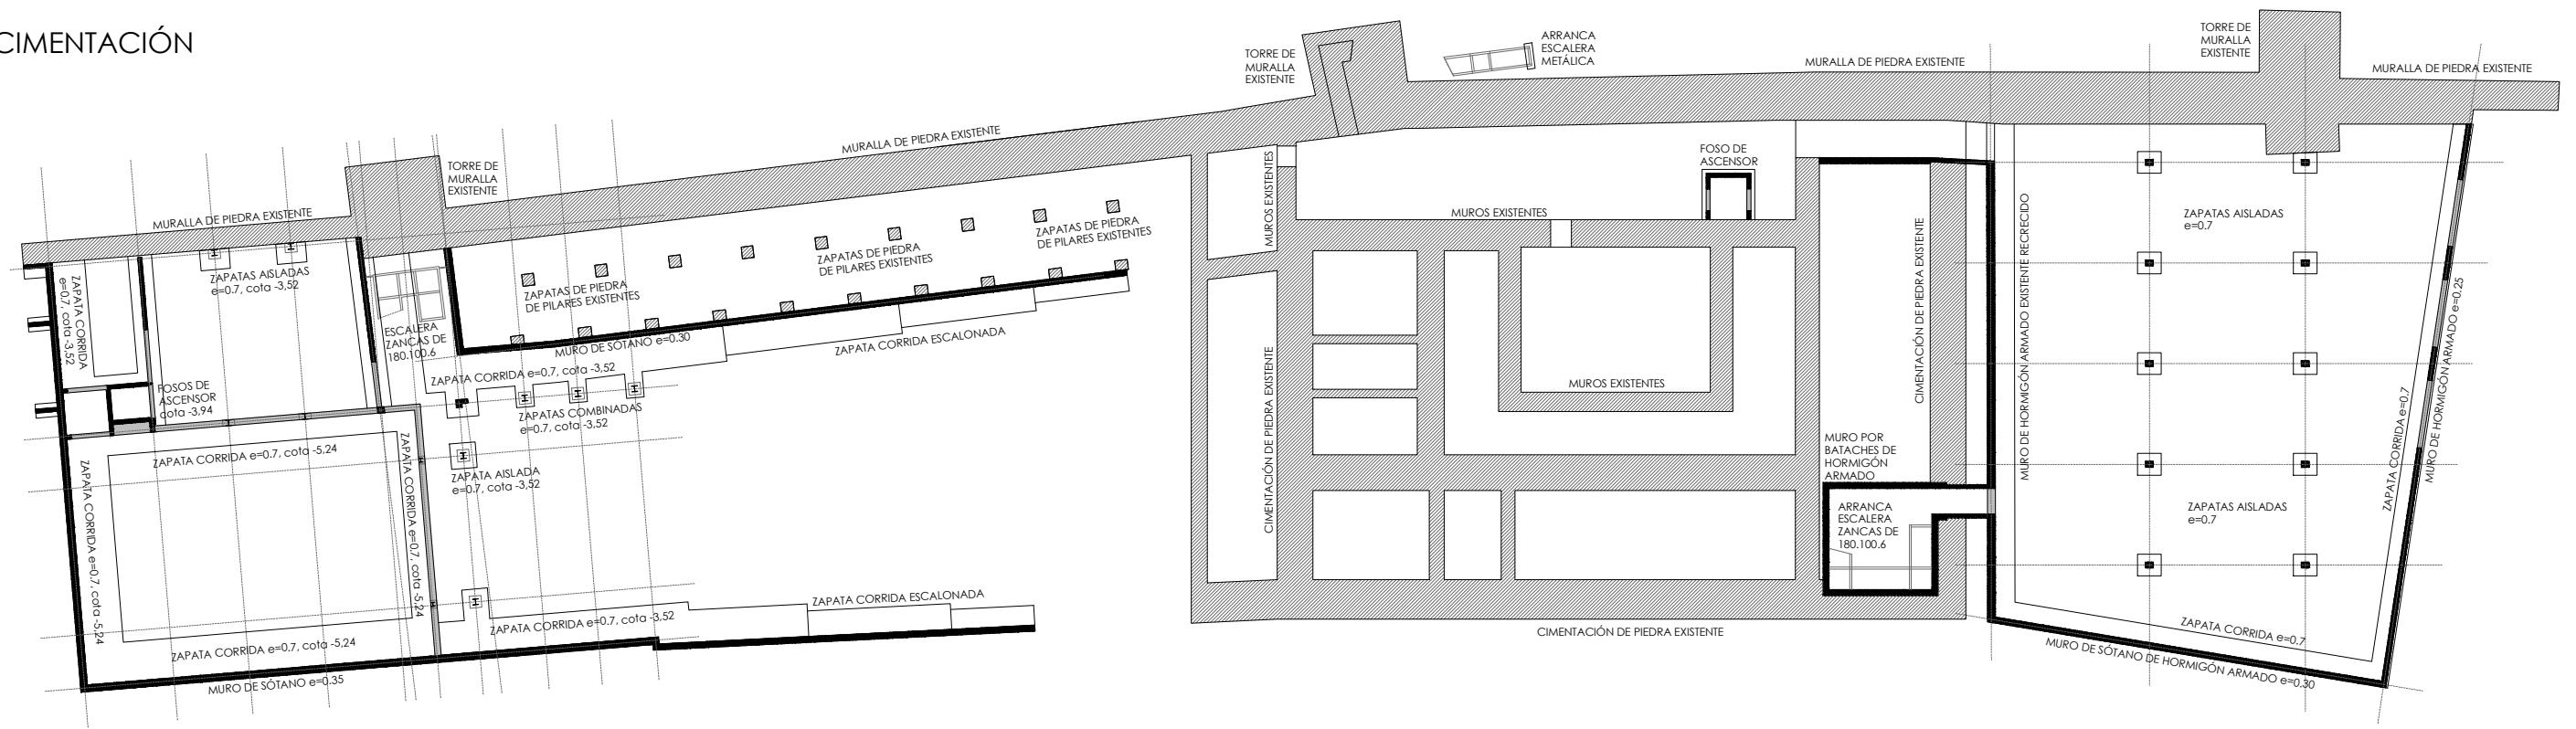 CIMENTACIÓN
MURALLA DE PIEDRA EXISTENTE
TORRE DE
MURALLA
EXISTENTE
MURALLA DE PIEDRA EXISTENTE
TORRE DE
MURALLA
EXISTENTE
ARRANCA
ESCALERA
METÁLICA
MURALLA DE PIEDRA EXISTENTE
TORRE DE
MURALLA
EXISTENTE
MURALLA DE PIEDRA EXISTENTE
ZAPATA CORRIDA
e=0.7, cota -3,52
ZAPATAS AISLADAS
e=0.7, cota -3,52
ESCALERA
ZANCAS DE
180.100.6
FOSOS DE
ASCENSOR
cota -3,94
ZAPATAS DE PIEDRA
DE PILARES EXISTENTES
ZAPATAS DE PIEDRA
DE PILARES EXISTENTES
ZAPATAS DE PIEDRA
DE PILARES EXISTENTES
MURO DE SÓTANO e=0.30
ZAPATA CORRIDA ESCALONADA
ZAPATA CORRIDA e=0.7, cota -3,52
ZAPATAS COMBINADAS
e=0.7, cota -3,52
ZAPATA AISLADA
e=0.7, cota -3,52
ZAPATA CORRIDA e=0.7, cota -5,24
ZAPATA CORRIDA e=0.7, cota -5,24
ZAPATA CORRIDA e=0.7, cota -5,24
ZAPATA CORRIDA e=0.7, cota -5,24
MURO DE SÓTANO e=0.35
ZAPATA CORRIDA e=0.7, cota -3,52
ZAPATA CORRIDA ESCALONADA
MUROS EXISTENTES
CIMENTACIÓN DE PIEDRA EXISTENTE
MUROS EXISTENTES
FOSO DE
ASCENSOR
MUROS EXISTENTES
CIMENTACIÓN DE PIEDRA EXISTENTE
MURO POR
BATACHES DE
HORMIGÓN
ARMADO
ARRANCA
ESCALERA
ZANCAS DE
180.100.6
CIMENTACIÓN DE PIEDRA EXISTENTE
MURO DE HORMIGÓN ARMADO EXISTENTE RECRECIDO
ZAPATAS AISLADAS
e=0.7
ZAPATAS AISLADAS
e=0.7
ZAPATA CORRIDA e=0.7
MURO DE HORMIGÓN ARMADO e=0.25
ZAPATA CORRIDA e=0.7
MURO DE SÓTANO DE HORMIGÓN ARMADO e=0.30